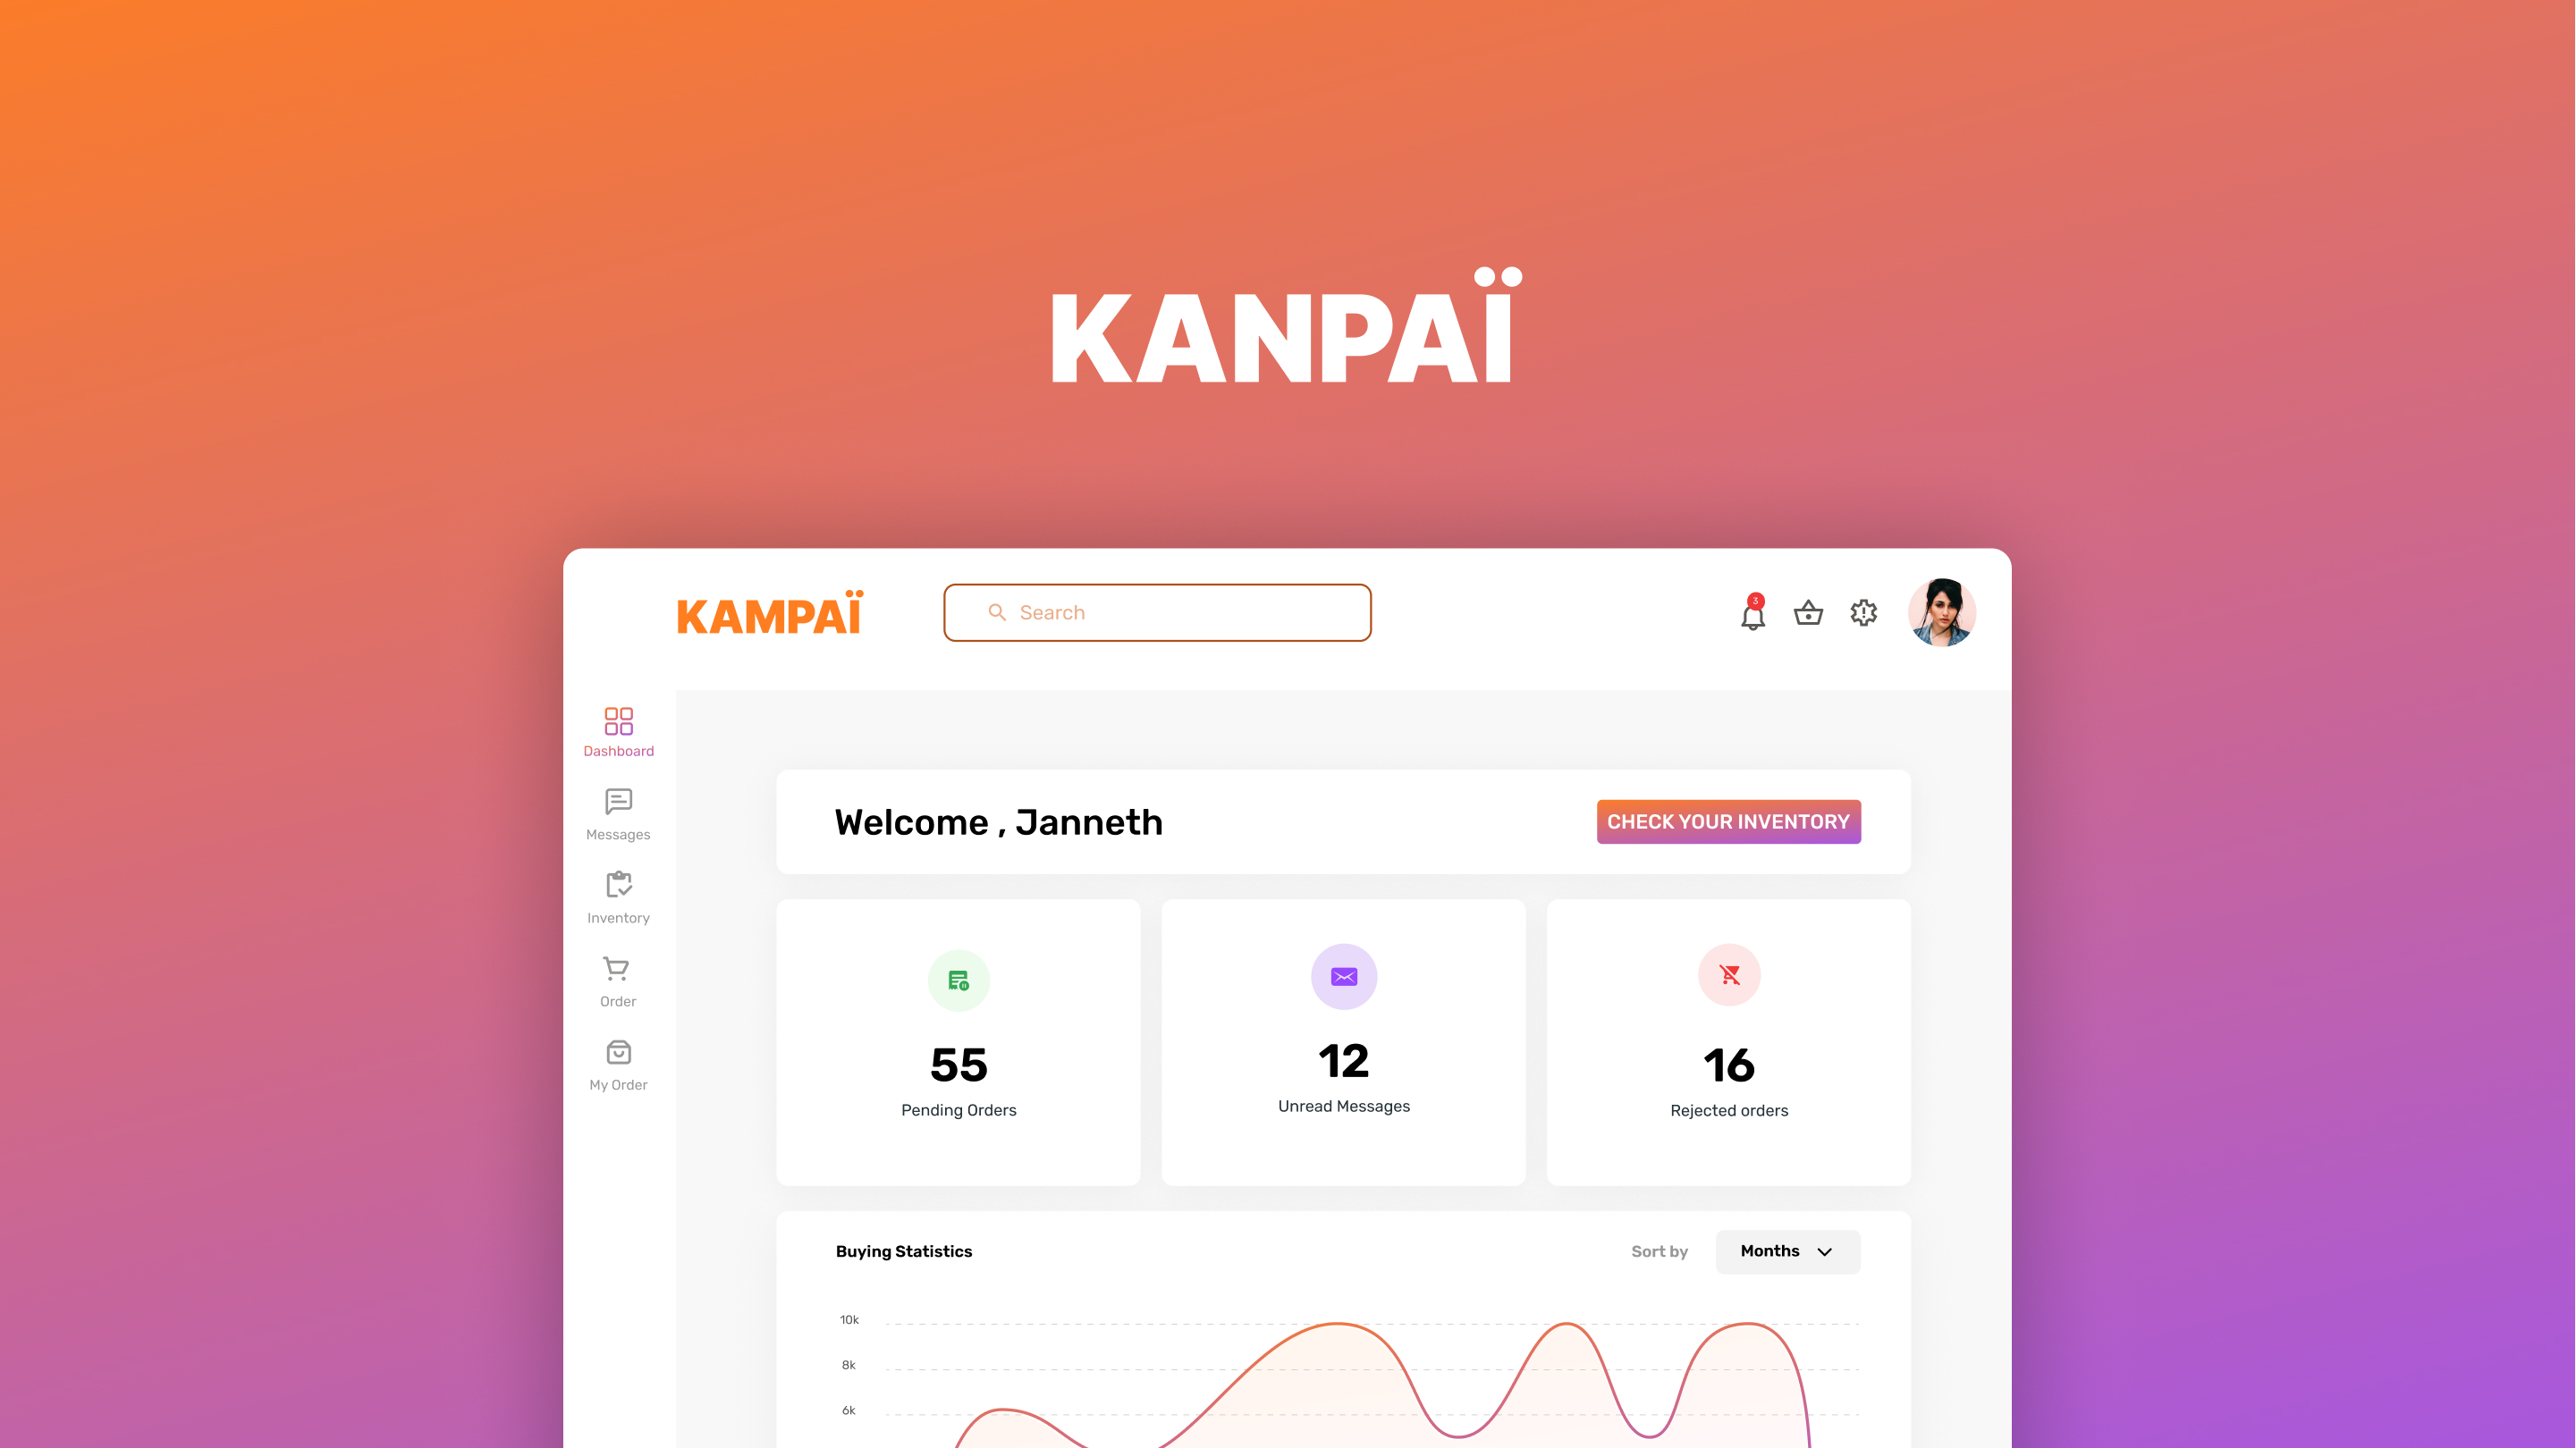 KANPAÏ
KAMPAÏ
Search
3
Dashboard
Messages
Inventory
Order
My Order
Welcome , Janneth
CHECK YOUR INVENTORY
55
Pending Orders
12
Unread Messages
16
Rejected orders
Buying Statistics
Sort by
Months
10k
8k
6k